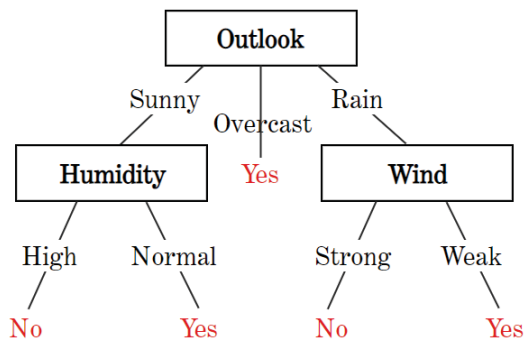 Outlook
Sunny
Rain
Overcast
Humidity
Yes
Wind
High
Normal
Strong
Weak
No
Yes
No
Yes